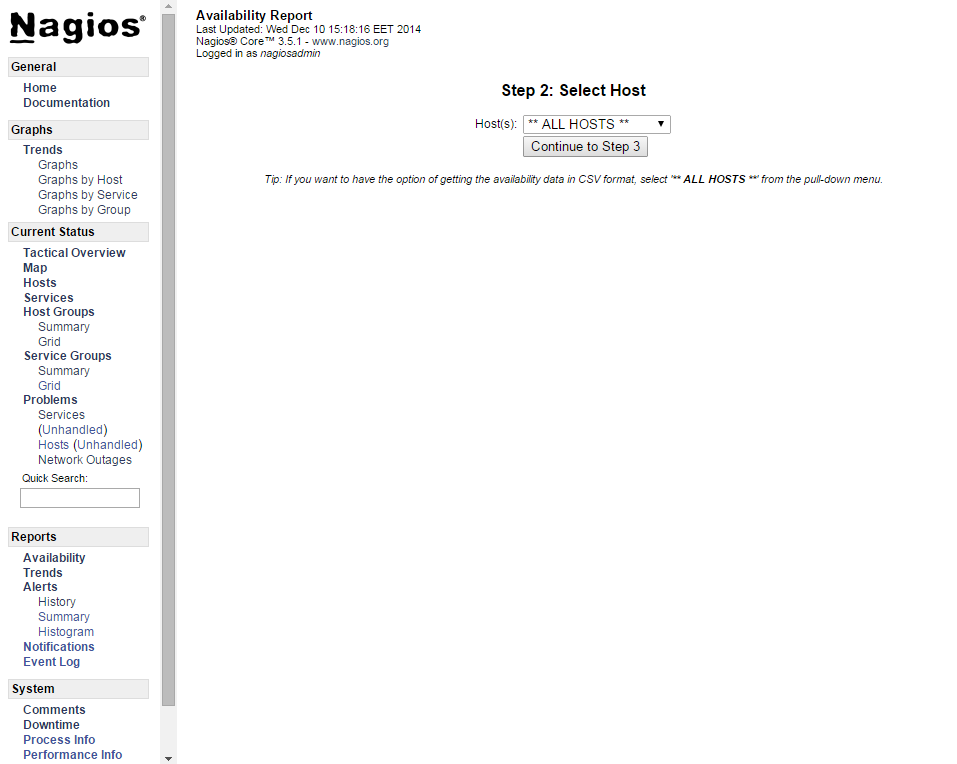 Nagios®
General
Home
Documentation
Graphs
Trends
Graphs
Graphs by Host
Graphs by Service
Graphs by Group
Current Status
Tactical Overview
Map
Hosts
Services
Host Groups
Summary
Grid
Service Groups
Summary
Grid
Problems
Services
(Unhandled)
Hosts (Unhandled)
Network Outages
Quick Search:
Reports
Availability
Trends
Alerts
History
Summary
Histogram
Notifications
Event Log
System
Comments
Downtime
Process Info
Performance Info
Availability Report
Last Updated: Wed Dec 10 15:18:16 EET 2014
Nagios® Core™ 3.5.1 - www.nagios.org
Logged in as nagiosadmin
Step 2: Select Host
Host(s): ** ALL HOSTS **
Continue to Step 3
Tip: If you want to have the option of getting the availability data in CSV format, select '** ALL HOSTS **' from the pull-down menu.